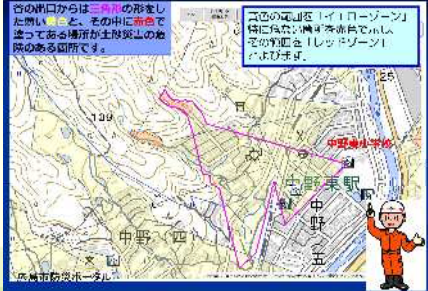 谷の出口からは三角形の形をし
た薄い黄色と、その中に赤色で
塗ってある場所が土砂災害の危
険のある箇所です。
黄色の範囲を「イエローゾーン」
特に危ない箇所を赤色で示し、
その範囲を「レッドゾーン」
とよびます。
25
139
中野東小学校
中野東駅
中野(四)
中野五
広島市防災ポータル